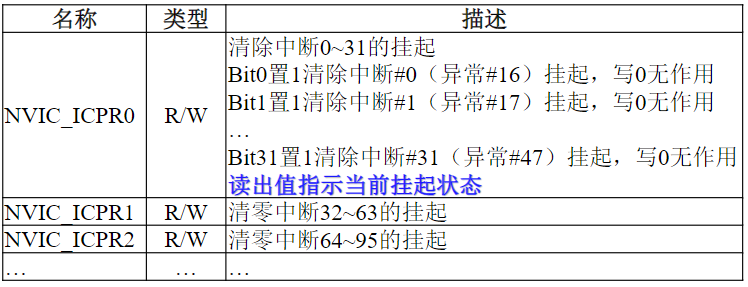 名称 类型 描述
清除中断0~31的挂起
Bit0置1清除中断#0（异常#16）挂起，写0无作用
Bit1置1清除中断#1（异常#17）挂起，写0无作用
NVIC_ICPR0 R/W …
Bit31置1清除中断#31（异常#47）挂起，写0无作用
读出值指示当前挂起状态
NVIC_ICPR1 R/W 清零中断32~63的挂起
NVIC_ICPR2 R/W 清零中断64~95的挂起
… … …